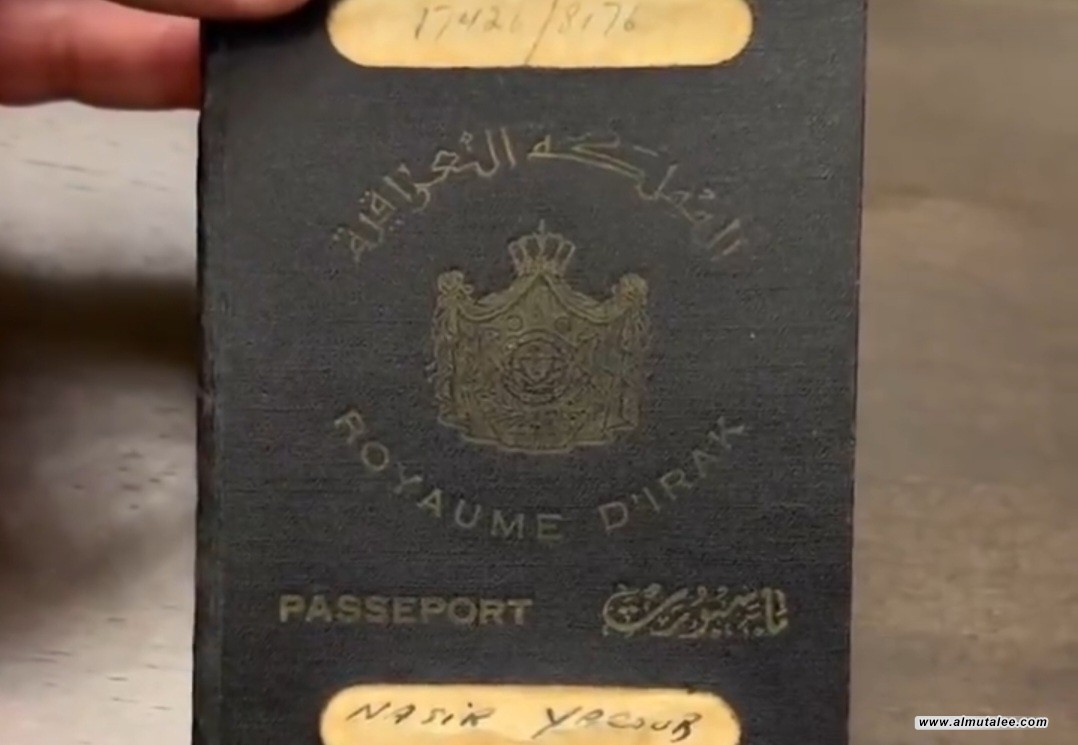 17426/8176
المملكة العراقية
ROYAUME D'IRAK
PASSEPORT باسبورت
NASIR YACOUB
www.almutalee.com